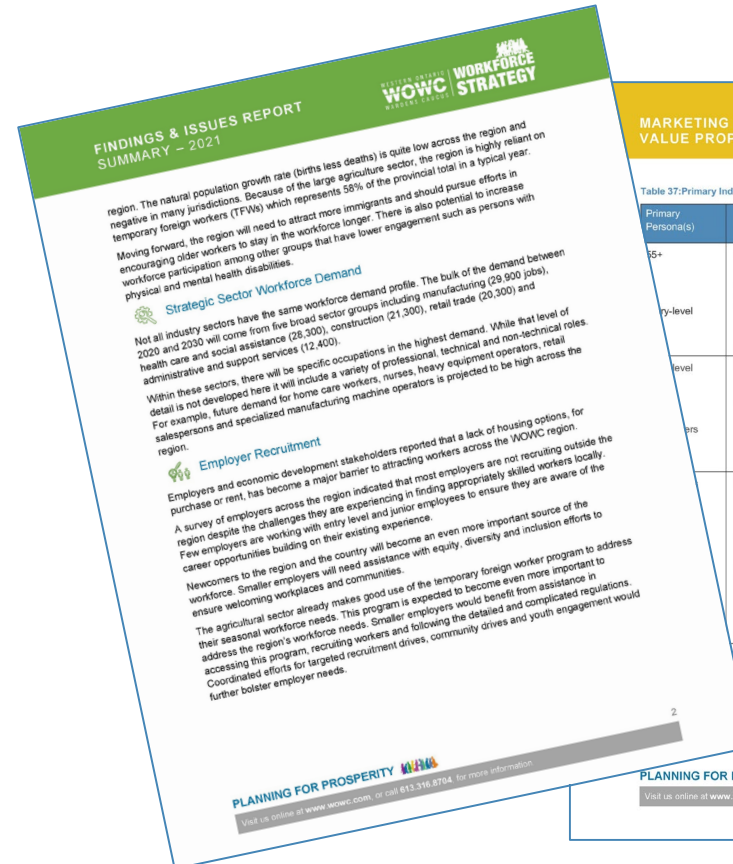 FINDINGS & ISSUES REPORT
SUMMARY – 2021
WESTERN ONTARIO
WOWC
WARDENS CAUCUS
WORKFORCE
STRATEGY
region. The natural population growth rate (births less deaths) is quite low across the region and
negative in many jurisdictions. Because of the large agriculture sector, the region is highly reliant on
temporary foreign workers (TFWs) which represents 58% of the provincial total in a typical year.
Moving forward, the region will need to attract more immigrants and should pursue efforts in
encouraging older workers to stay in the workforce longer. There is also potential to increase
workforce participation among other groups that have lower engagement such as persons with
physical and mental health disabilities.
Strategic Sector Workforce Demand
Not all industry sectors have the same workforce demand profile. The bulk of the demand between
2020 and 2030 will come from five broad sector groups including manufacturing (29,900 jobs),
health care and social assistance (28,300), construction (21,300), retail trade (20,300) and
administrative and support services (12,400).
Within these sectors, there will be specific occupations in the highest demand. While that level of
detail is not developed here it will include a variety of professional, technical and non-technical roles.
For example, future demand for home care workers, nurses, heavy equipment operators, retail
salespersons and specialized manufacturing machine operators is projected to be high across the
region.
Employer Recruitment
Employers and economic development stakeholders reported that a lack of housing options, for
purchase or rent, has become a major barrier to attracting workers across the WOWC region.
A survey of employers across the region indicated that most employers are not recruiting outside the
region despite the challenges they are experiencing in finding appropriately skilled workers locally.
Few employers are working with entry level and junior employees to ensure they are aware of the
career opportunities building on their existing experience.
Newcomers to the region and the country will become an even more important source of the
workforce. Smaller employers will need assistance with equity, diversity and inclusion efforts to
ensure welcoming workplaces and communities.
The agricultural sector already makes good use of the temporary foreign worker program to address
their seasonal workforce needs. This program is expected to become even more important to
address the region's workforce needs. Smaller employers would benefit from assistance in
accessing this program, recruiting workers and following the detailed and complicated regulations.
Coordinated efforts for targeted recruitment drives, community drives and youth engagement would
further bolster employer needs.
2
PLANNING FOR PROSPERITY
Visit us online at www.wowc.com, or call 613.316.8704, for more information
MARKETING
VALUE PROP
Table 37:Primary Ind
Primary
Persona(s)
55+
ry-level
level
ers
PLANNING FOR
Visit us online at www.